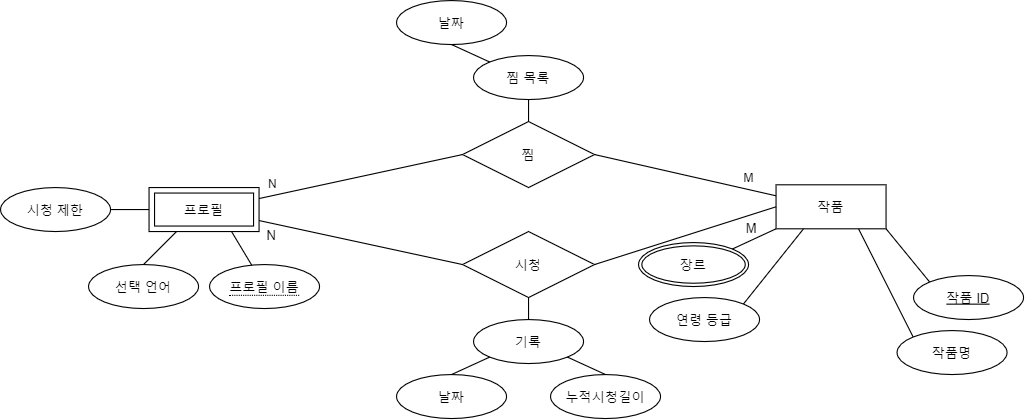 날짜
찜 목록
찜
N
M
시청 제한
프로필
작품
N
시청
M
장르
선택 언어
프로필 이름
작품 ID
연령 등급
기록
작품명
날짜
누적시청길이